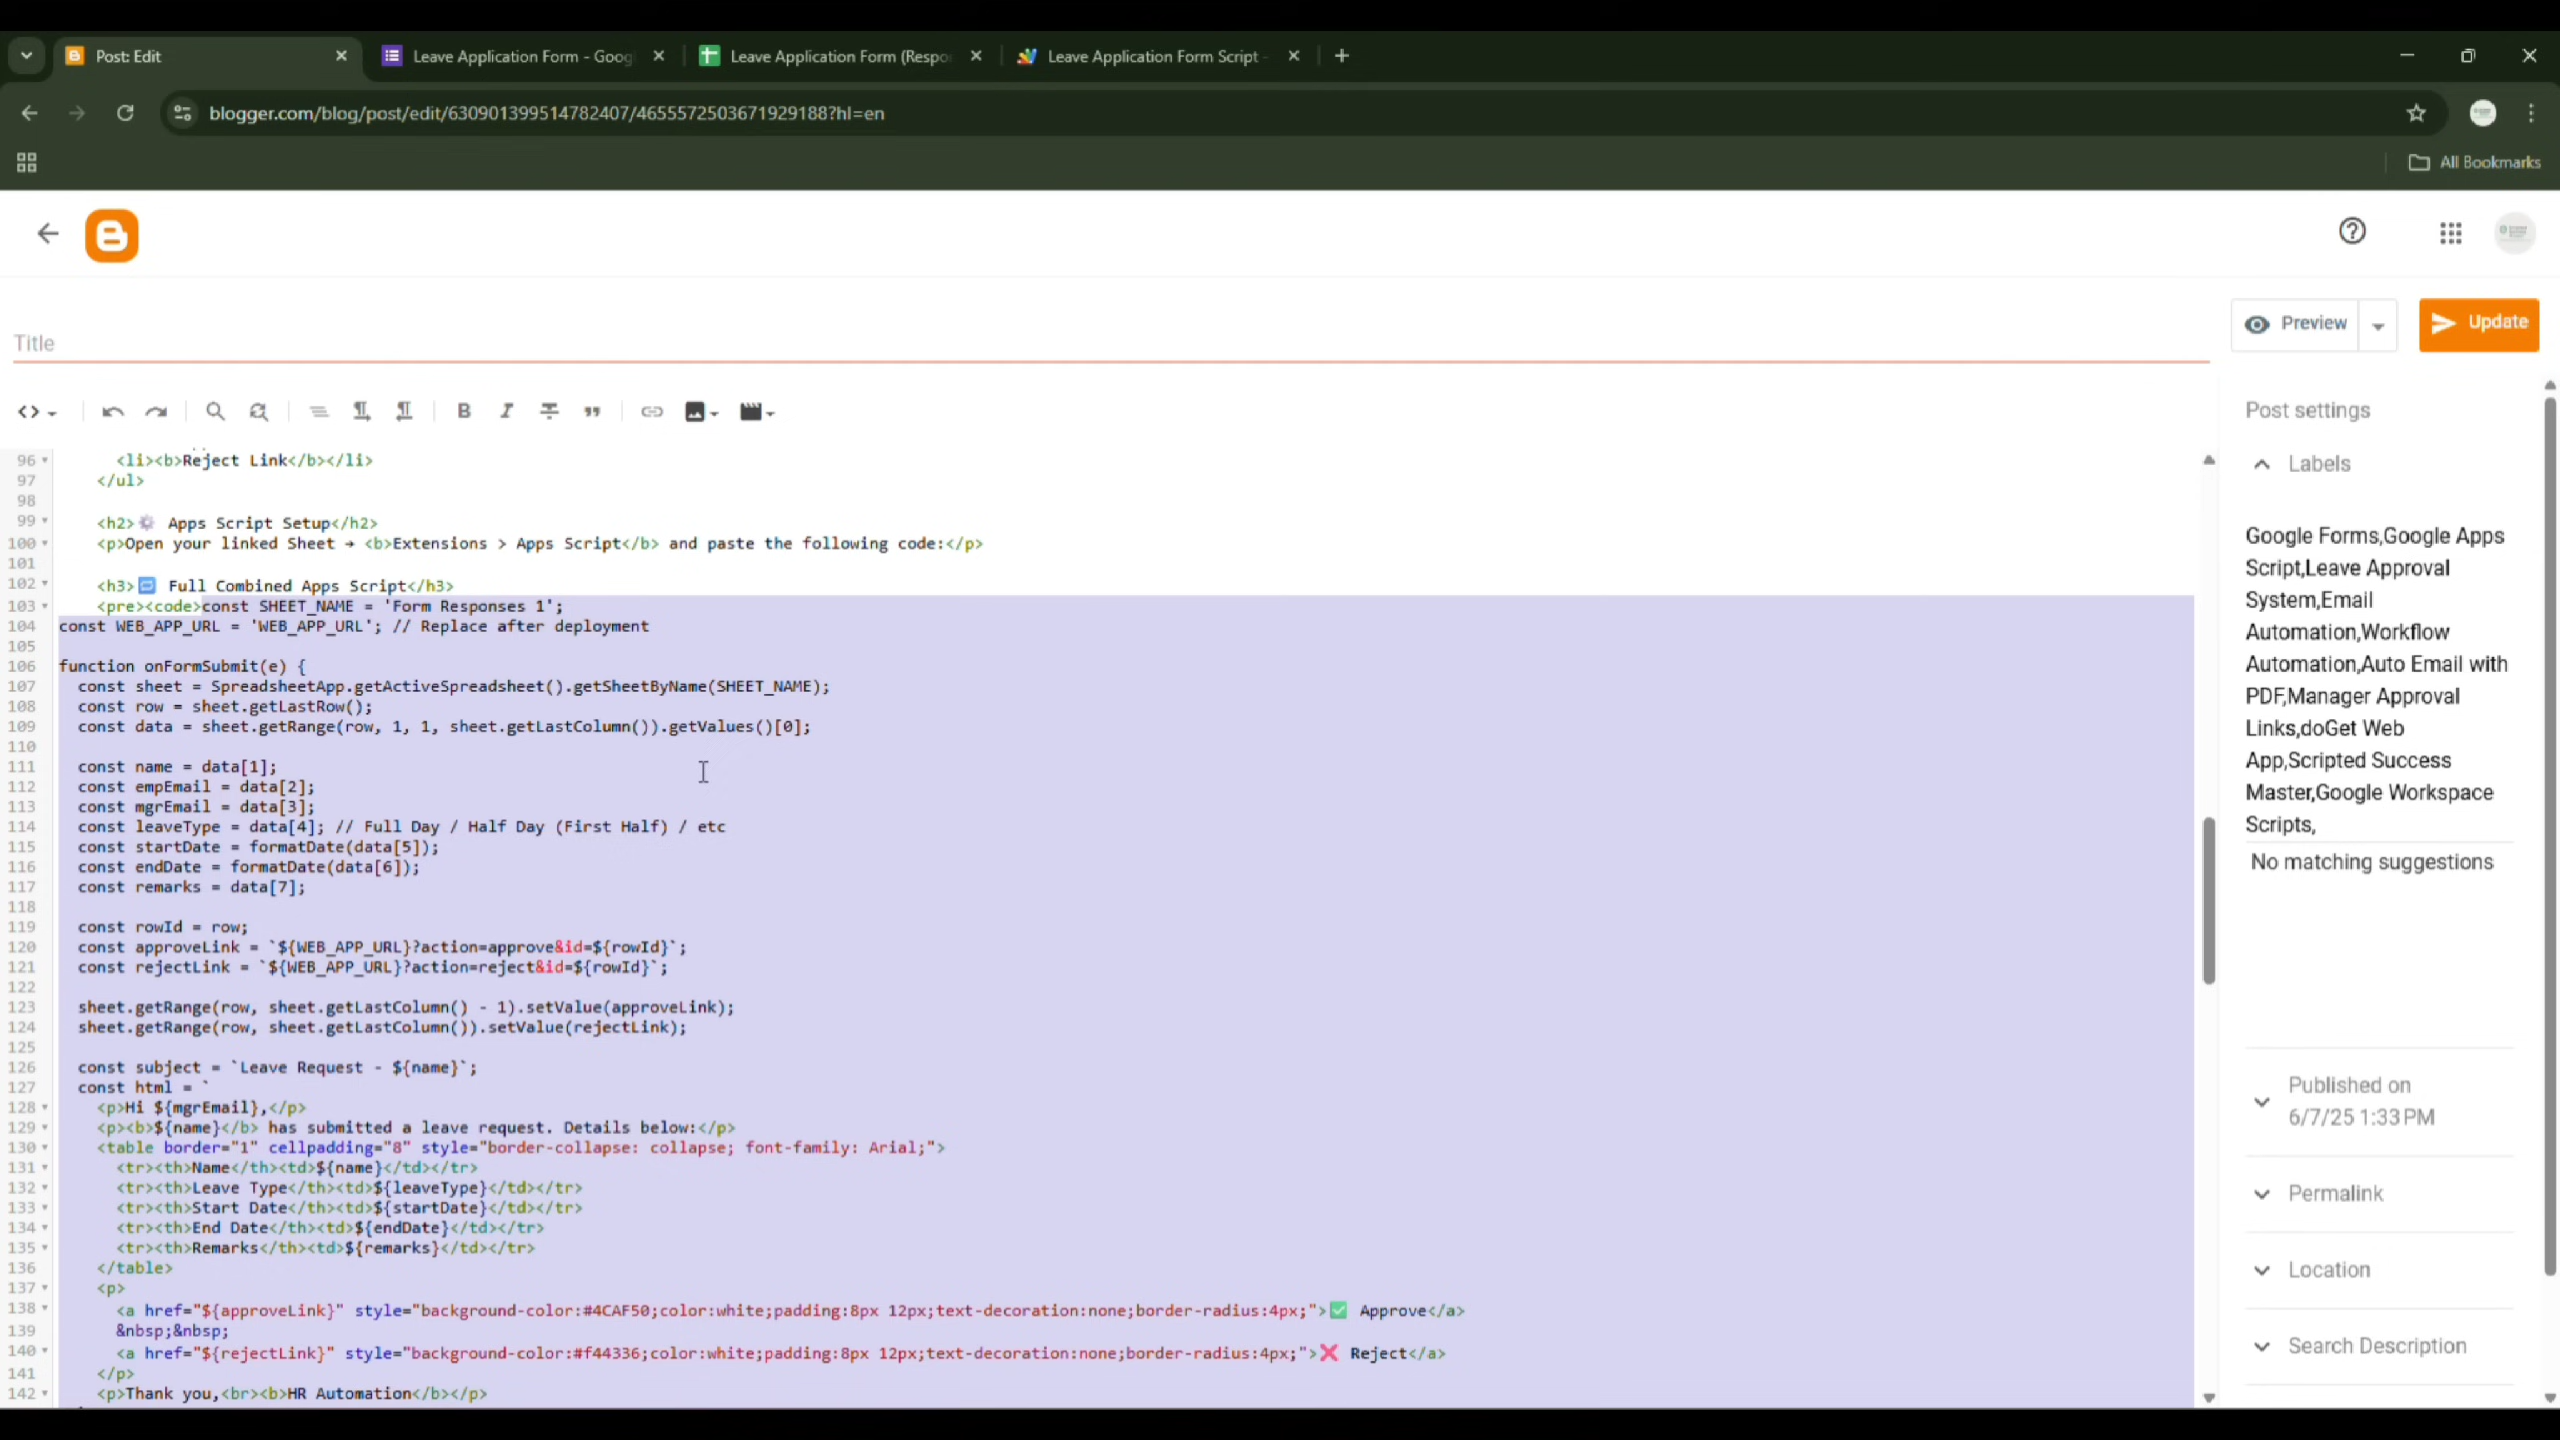 Post: Edit
Leave Application Form - Goog
Leave Application Form (Respo
Leave Application Form Script -
blogger.com/blog/post/edit/630901399514782407/4655572503671929188?hl=en
All Bookmarks
Title
Preview
Update
96 <li><b>Reject Link</b></li>
97 </ul>
98
99 <h2>⚙️ Apps Script Setup</h2>
100 <p>Open your linked Sheet → <b>Extensions > Apps Script</b> and paste the following code:</p>
101
102 <h3>🔁 Full Combined Apps Script</h3>
103 <pre><code>const SHEET_NAME = 'Form Responses 1';
104 const WEB_APP_URL = 'WEB_APP_URL'; // Replace after deployment
105
106 function onFormSubmit(e) {
107 const sheet = SpreadsheetApp.getActiveSpreadsheet().getSheetByName(SHEET_NAME);
108 const row = sheet.getLastRow();
109 const data = sheet.getRange(row, 1, 1, sheet.getLastColumn()).getValues()[0];
110
111 const name = data[1];
112 const empEmail = data[2];
113 const mgrEmail = data[3];
114 const leaveType = data[4]; // Full Day / Half Day (First Half) / etc
115 const startDate = formatDate(data[5]);
116 const endDate = formatDate(data[6]);
117 const remarks = data[7];
118
119 const rowId = row;
120 const approveLink = `${WEB_APP_URL}?action=approve&id=${rowId}`;
121 const rejectLink = `${WEB_APP_URL}?action=reject&id=${rowId}`;
122
123 sheet.getRange(row, sheet.getLastColumn() - 1).setValue(approveLink);
124 sheet.getRange(row, sheet.getLastColumn()).setValue(rejectLink);
125
126 const subject = `Leave Request - ${name}`;
127 const html = `
128 <p>Hi ${mgrEmail},</p>
129 <p><b>${name}</b> has submitted a leave request. Details below:</p>
130 <table border="1" cellpadding="8" style="border-collapse: collapse; font-family: Arial;">
131 <tr><th>Name</th><td>${name}</td></tr>
132 <tr><th>Leave Type</th><td>${leaveType}</td></tr>
133 <tr><th>Start Date</th><td>${startDate}</td></tr>
134 <tr><th>End Date</th><td>${endDate}</td></tr>
135 <tr><th>Remarks</th><td>${remarks}</td></tr>
136 </table>
137 <p>
138 <a href="${approveLink}" style="background-color:#4CAF50;color:white;padding:8px 12px;text-decoration:none;border-radius:4px;">✅ Approve</a>
139 &nbsp;&nbsp;
140 <a href="${rejectLink}" style="background-color:#f44336;color:white;padding:8px 12px;text-decoration:none;border-radius:4px;">❌ Reject</a>
141 </p>
142 <p>Thank you,<br><b>HR Automation</b></p>
Post settings
Labels
Google Forms,Google Apps
Script,Leave Approval
System,Email
Automation,Workflow
Automation,Auto Email with
PDF,Manager Approval
Links,doGet Web
App,Scripted Success
Master,Google Workspace
Scripts,
No matching suggestions
Published on
6/7/25 1:33 PM
Permalink
Location
Search Description